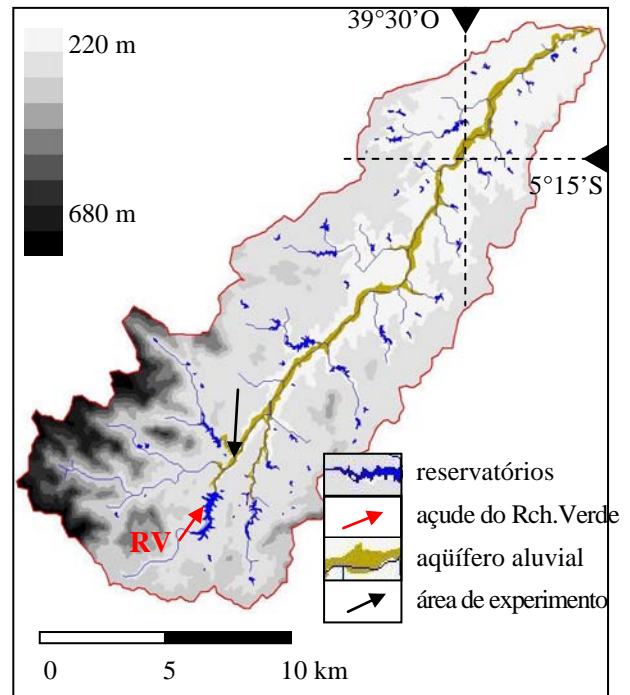 39°30’O
220 m
5°15’S
680 m
RV
reservatórios
açude do Rch.Verde
aqüífero aluvial
área de experimento
0 5 10 km